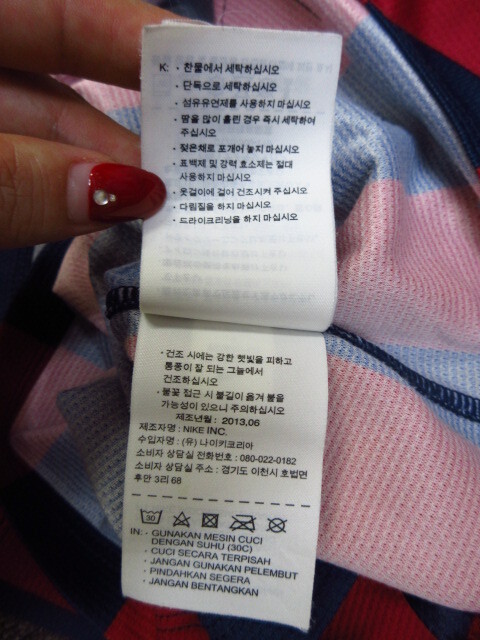 K: • 찬물에서 세탁하십시오
• 단독으로 세탁하십시오
• 섬유유연제를 사용하지 마십시오
• 땀을 많이 흘린 경우 즉시 세탁하여
주십시오
• 젖은채로 포개어 놓지 마십시오
• 표백제 및 강력 효소제는 절대
사용하지 마십시오
• 옷걸이에 걸어 건조시켜 주십시오
• 다림질을 하지 마십시오
• 드라이크리닝을 하지 마십시오
• 건조 시에는 강한 햇빛을 피하고
통풍이 잘 되는 그늘에서
건조하십시오
• 불꽃 접근 시 불길이 옮겨 붙을
가능성이 있으니 주의하십시오
제조년월 : 2013,06
제조자명 : NIKE INC.
수입자명 : (유) 나이키코리아
소비자 상담실 전화번호 : 080-022-0182
소비자 상담실 주소 : 경기도 이천시 호법면
후안 3리 68
30
IN: • GUNAKAN MESIN CUCI
DENGAN SUHU (30C)
• CUCI SECARA TERPISAH
• JANGAN GUNAKAN PELEMBUT
• PINDAHKAN SEGERA
• JANGAN BENTANGKAN